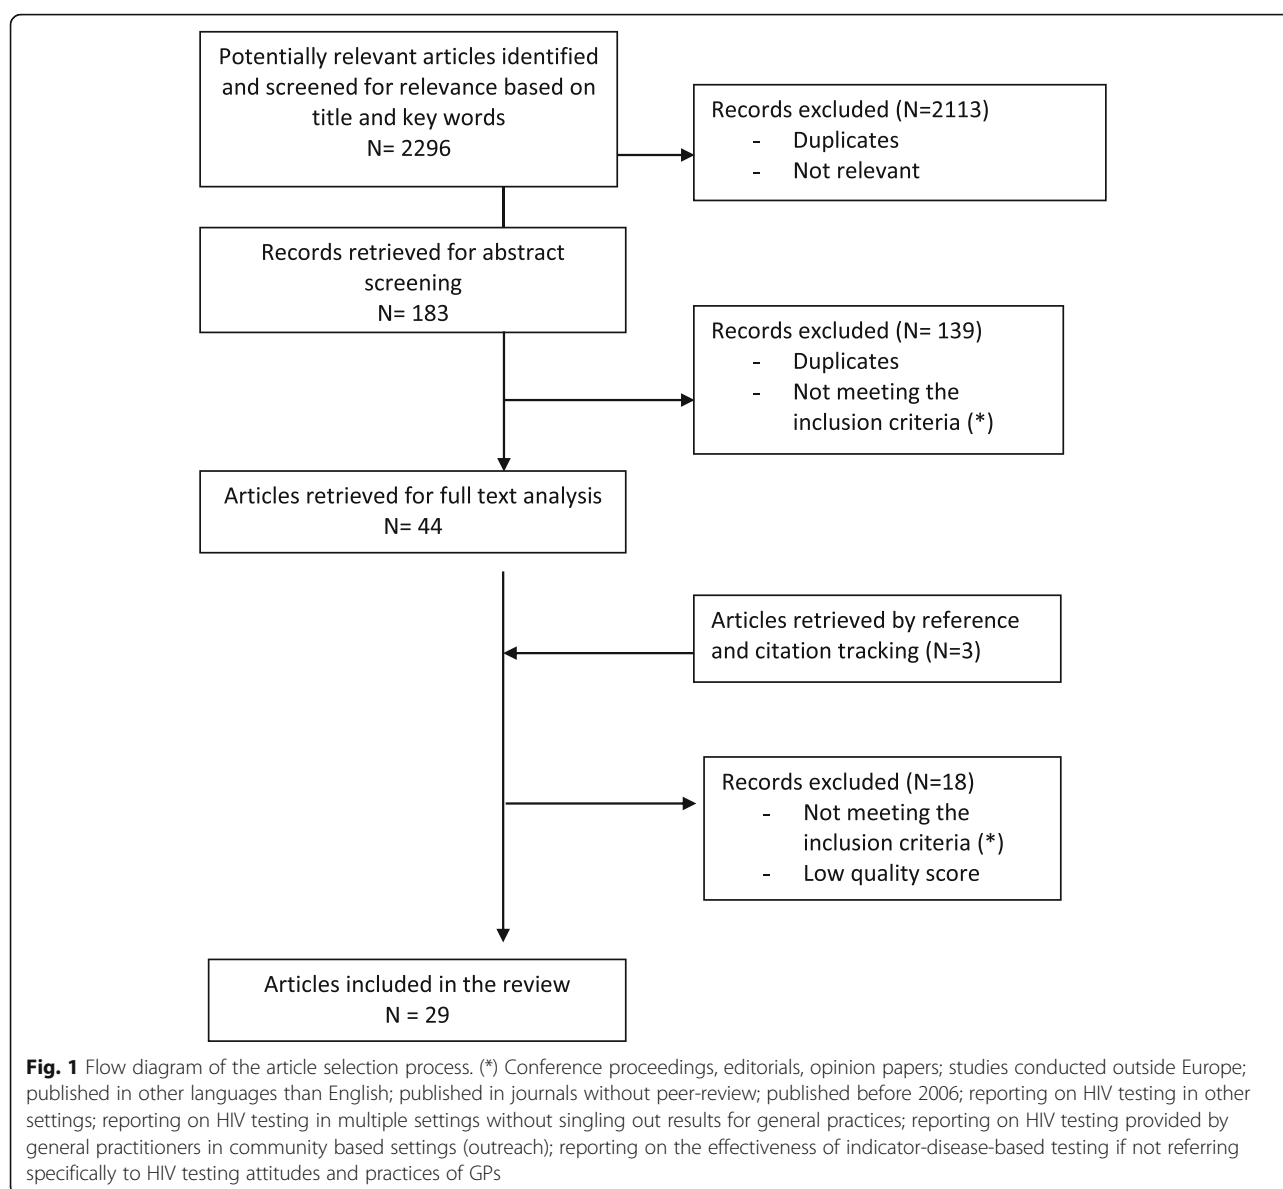 Potentially relevant articles identified
and screened for relevance based on
title and key words
N= 2296
Records excluded (N=2113)
- Duplicates
- Not relevant
Records retrieved for abstract
screening
N= 183
Records excluded (N= 139)
- Duplicates
- Not meeting the
inclusion criteria (*)
Articles retrieved for full text analysis
N= 44
Articles retrieved by reference
and citation tracking (N=3)
Records excluded (N=18)
- Not meeting the
inclusion criteria (*)
- Low quality score
Articles included in the review
N = 29
Fig. 1 Flow diagram of the article selection process. (*) Conference proceedings, editorials, opinion papers; studies conducted outside Europe;
published in other languages than English; published in journals without peer-review; published before 2006; reporting on HIV testing in other
settings; reporting on HIV testing in multiple settings without singling out results for general practices; reporting on HIV testing provided by
general practitioners in community based settings (outreach); reporting on the effectiveness of indicator-disease-based testing if not referring
specifically to HIV testing attitudes and practices of GPs